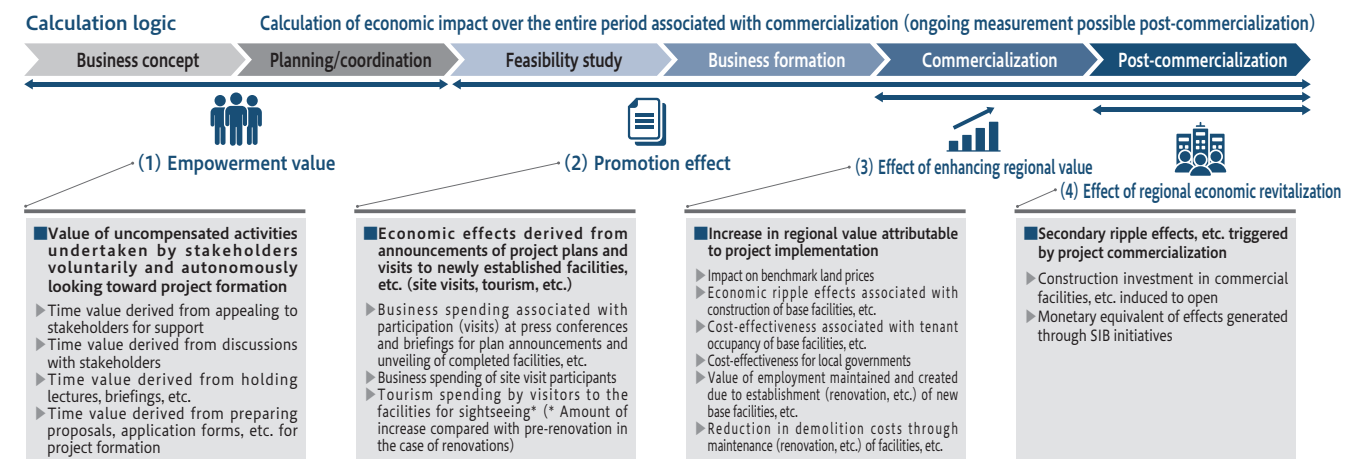 Calculation logic
Calculation of economic impact over the entire period associated with commercialization (ongoing measurement possible post-commercialization)
Business concept
Planning/coordination
Feasibility study
Business formation
Commercialization
Post-commercialization
(1) Empowerment value
(2) Promotion effect
(3) Effect of enhancing regional value
(4) Effect of regional economic revitalization
■Value of uncompensated activities
undertaken by stakeholders
voluntarily and autonomously
looking toward project formation
▶Time value derived from appealing to
stakeholders for support
▶Time value derived from discussions
with stakeholders
▶Time value derived from holding
lectures, briefings, etc.
▶Time value derived from preparing
proposals, application forms, etc. for
project formation
■Economic effects derived from
announcements of project plans and
visits to newly established facilities,
etc. (site visits, tourism, etc.)
▶Business spending associated with
participation (visits) at press conferences
and briefings for plan announcements and
unveiling of completed facilities, etc.
▶Business spending of site visit participants
▶Tourism spending by visitors to the
facilities for sightseeing* (* Amount of
increase compared with pre-renovation in
the case of renovations)
■Increase in regional value attributable
to project implementation
▶Impact on benchmark land prices
▶Economic ripple effects associated with
construction of base facilities, etc.
▶Cost-effectiveness associated with tenant
occupancy of base facilities, etc.
▶Cost-effectiveness for local governments
▶Value of employment maintained and created
due to establishment (renovation, etc.) of new
base facilities, etc.
▶Reduction in demolition costs through
maintenance (renovation, etc.) of facilities, etc.
■Secondary ripple effects, etc. triggered
by project commercialization
▶Construction investment in commercial
facilities, etc. induced to open
▶Monetary equivalent of effects generated
through SIB initiatives